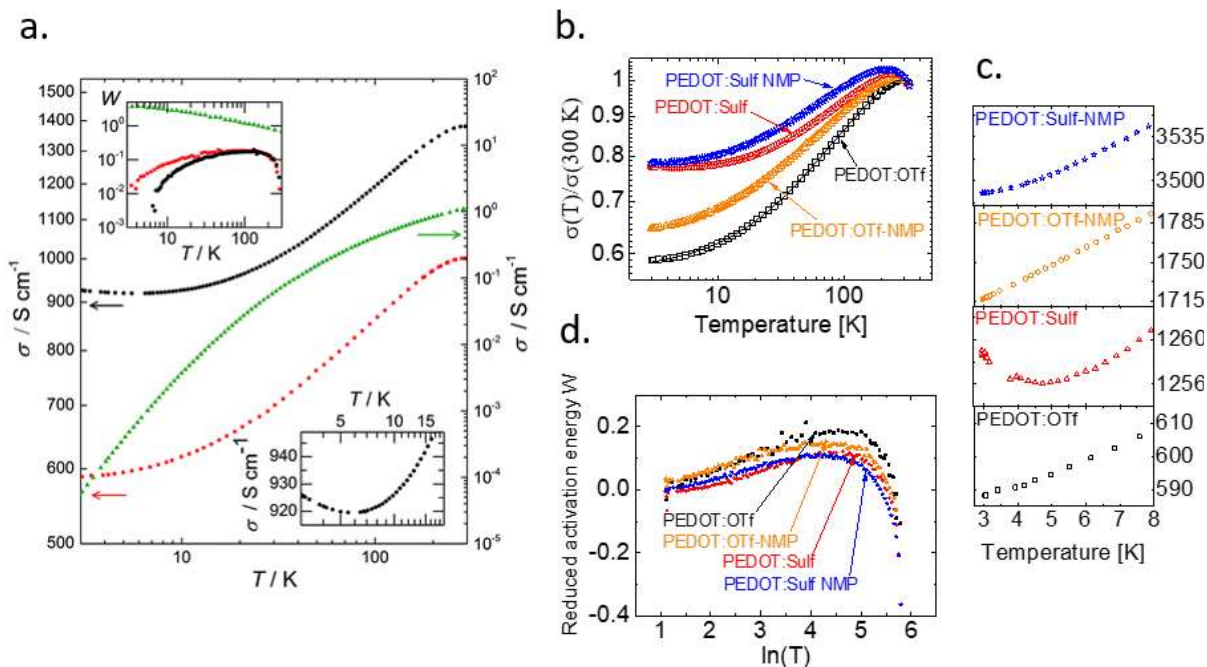 a.
σ / S cm⁻¹
1500
1400
1300
1200
1100
1000
900
800
700
600
500
10²
10¹
10⁰
10⁻¹
10⁻²
10⁻³
10⁻⁴
10⁻⁵
σ / S cm⁻¹
10
100
T / K
W
10⁰
10⁻¹
10⁻²
10⁻³
10
100
T / K
T / K
5
10
15
σ / S cm⁻¹
940
930
920
b.
σ(T)/σ(300 K)
1
0.9
0.8
0.7
0.6
PEDOT:Sulf NMP
PEDOT:Sulf
PEDOT:OTf
PEDOT:OTf-NMP
10
100
Temperature [K]
c.
PEDOT:Sulf-NMP
3535
3500
PEDOT:OTf-NMP
1785
1750
1715
PEDOT:Sulf
1260
1256
PEDOT:OTf
610
600
590
3 4 5 6 7 8
Temperature [K]
d.
Reduced activation energy W
0.2
0.0
-0.2
-0.4
PEDOT:OTf
PEDOT:OTf-NMP
PEDOT:Sulf
PEDOT:Sulf NMP
1 2 3 4 5 6
ln(T)